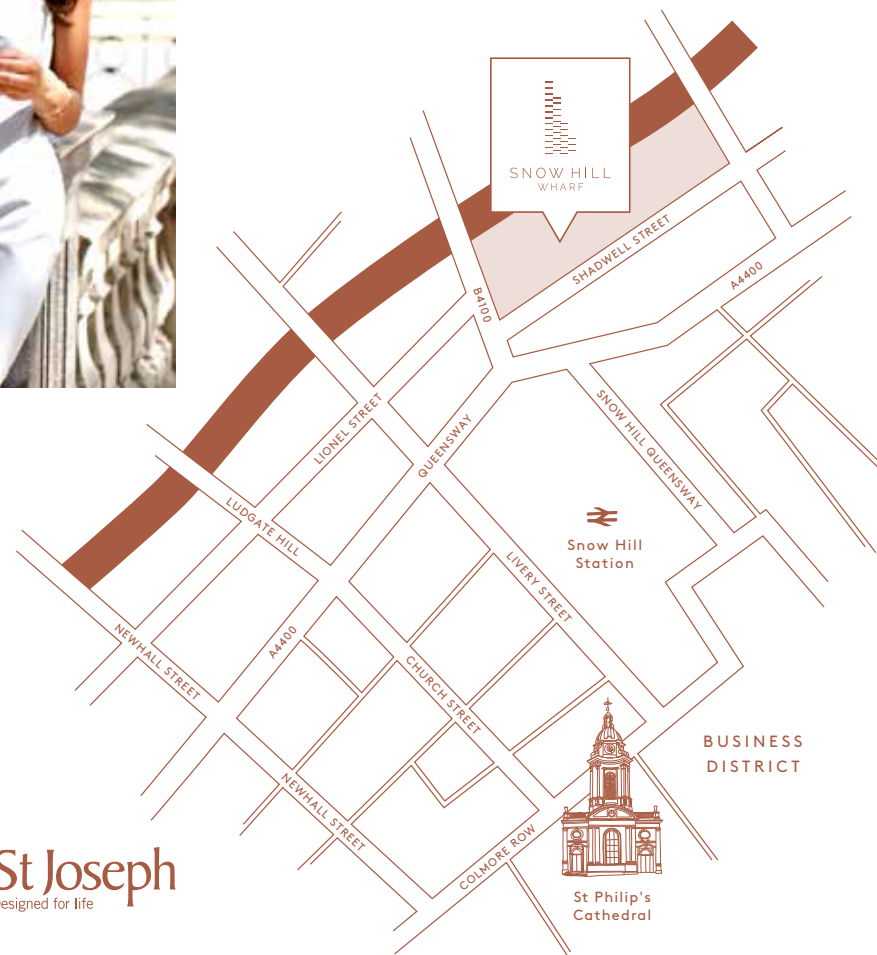 SNOW HILL
WHARF
SHADWELL STREET
A4400
B4100
LIONEL STREET
QUEENSWAY
SNOW HILL QUEENSWAY
LUDGATE HILL
Snow Hill
Station
LIVERY STREET
NEWHALL STREET
A4400
CHURCH STREET
BUSINESS
DISTRICT
NEWHALL STREET
COLMORE ROW
St Joseph
Designed for life
St Philip's
Cathedral